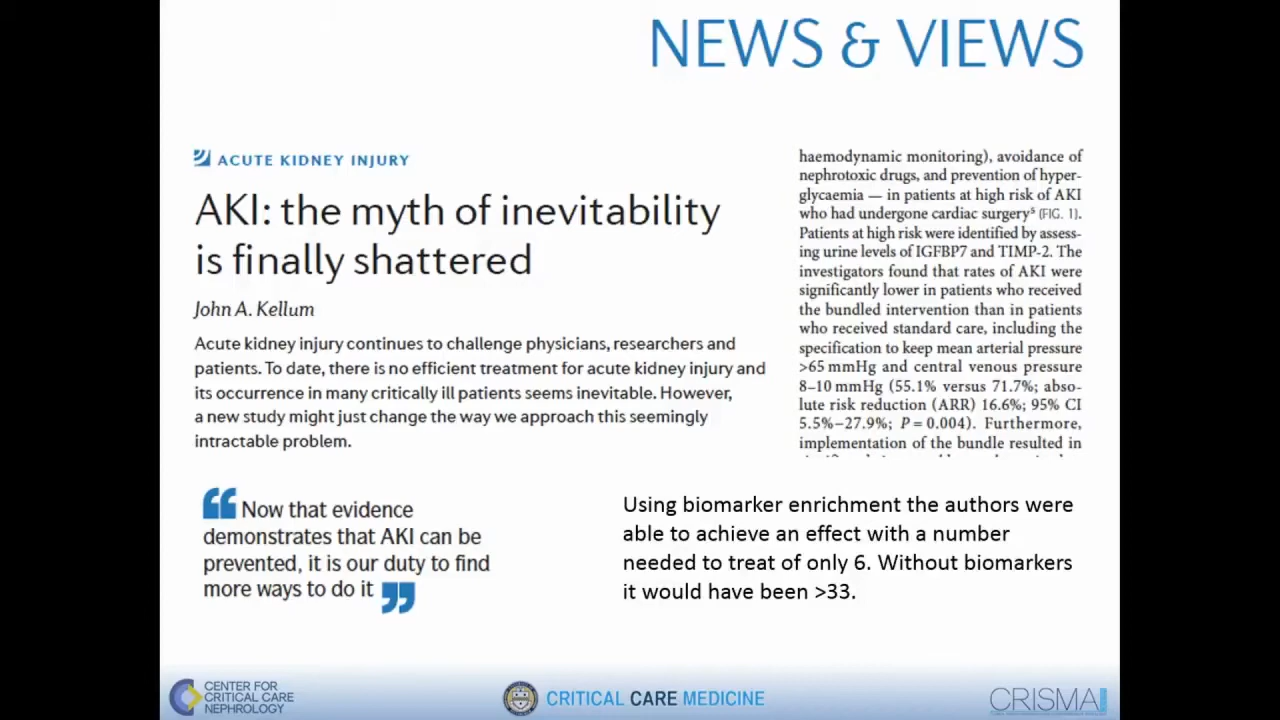 NEWS & VIEWS
ACUTE KIDNEY INJURY
AKI: the myth of inevitability
is finally shattered
John A. Kellum
Acute kidney injury continues to challenge physicians, researchers and
patients. To date, there is no efficient treatment for acute kidney injury and
its occurrence in many critically ill patients seems inevitable. However,
a new study might just change the way we approach this seemingly
intractable problem.
haemodynamic monitoring), avoidance of
nephrotoxic drugs, and prevention of hyper-
glycaemia — in patients at high risk of AKI
who had undergone cardiac surgery⁵ (FIG. 1).
Patients at high risk were identified by assess-
ing urine levels of IGFBP7 and TIMP-2. The
investigators found that rates of AKI were
significantly lower in patients who received
the bundled intervention than in patients
who received standard care, including the
specification to keep mean arterial pressure
>65 mmHg and central venous pressure
8–10 mmHg (55.1% versus 71.7%; abso-
lute risk reduction (ARR) 16.6%; 95% CI
5.5%–27.9%; P = 0.004). Furthermore,
implementation of the bundle resulted in
“Now that evidence
demonstrates that AKI can be
prevented, it is our duty to find
more ways to do it”
Using biomarker enrichment the authors were
able to achieve an effect with a number
needed to treat of only 6. Without biomarkers
it would have been >33.
CENTER FOR
CRITICAL CARE
NEPHROLOGY
CRITICAL CARE MEDICINE
CRISMA